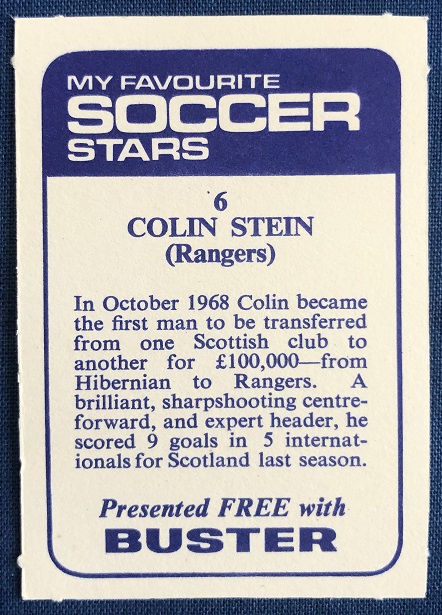 MY FAVOURITE
SOCCER
STARS
6
COLIN STEIN
(Rangers)
In October 1968 Colin became
the first man to be transferred
from one Scottish club to
another for £100,000—from
Hibernian to Rangers. A
brilliant, sharpshooting centre-
forward, and expert header, he
scored 9 goals in 5 internat-
ionals for Scotland last season.
Presented FREE with
BUSTER